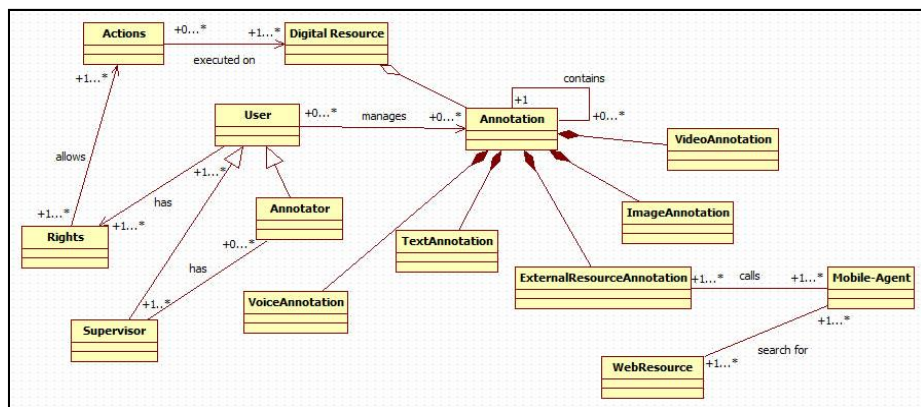 Actions
+0...*
+1...*
Digital Resource
executed on
+1...*
contains
+1
+0...*
User
+0...*
manages
+0...*
Annotation
VideoAnnotation
allows
+1...*
has
Annotator
ImageAnnotation
+1...*
+1...*
Rights
+0...*
TextAnnotation
has
ExternalResourceAnnotation
+1...*
calls
+1...*
Mobile-Agent
VoiceAnnotation
+1..*
+1...*
Supervisor
search for
+1...*
WebResource